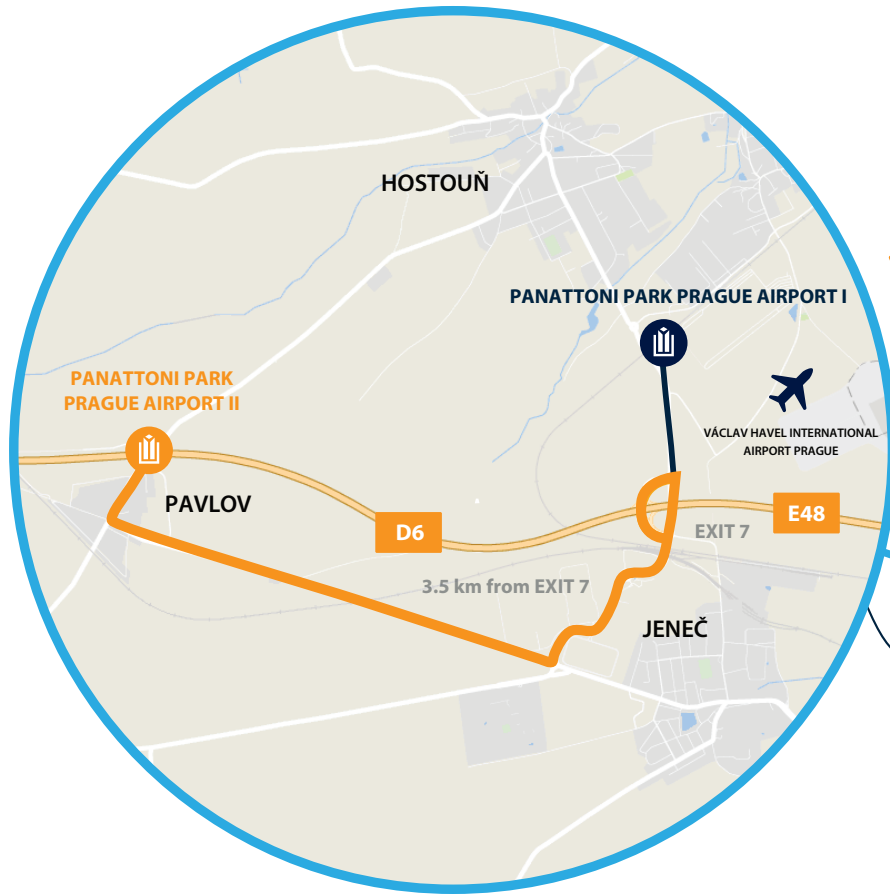 HOSTOUŇ
PANATTONI PARK PRAGUE AIRPORT I
PANATTONI PARK
PRAGUE AIRPORT II
VÁCLAV HAVEL INTERNATIONAL
AIRPORT PRAGUE
PAVLOV
D6
E48
EXIT 7
3.5 km from EXIT 7
JENEČ